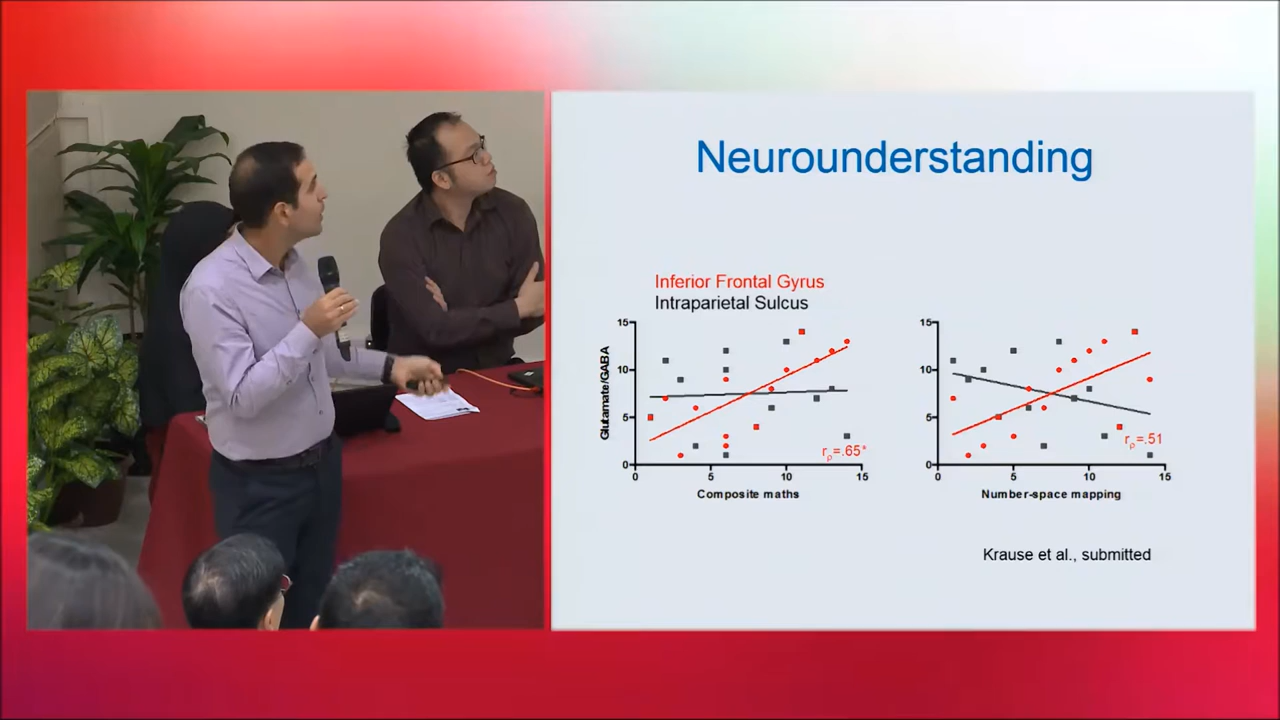 Neurounderstanding
Inferior Frontal Gyrus
Intraparietal Sulcus
15
10
5
0
Glutamate/GABA
rρ=.65*
0 5 10 15
Composite maths
15
10
5
0
rρ=.51
0 5 10 15
Number-space mapping
Krause et al., submitted